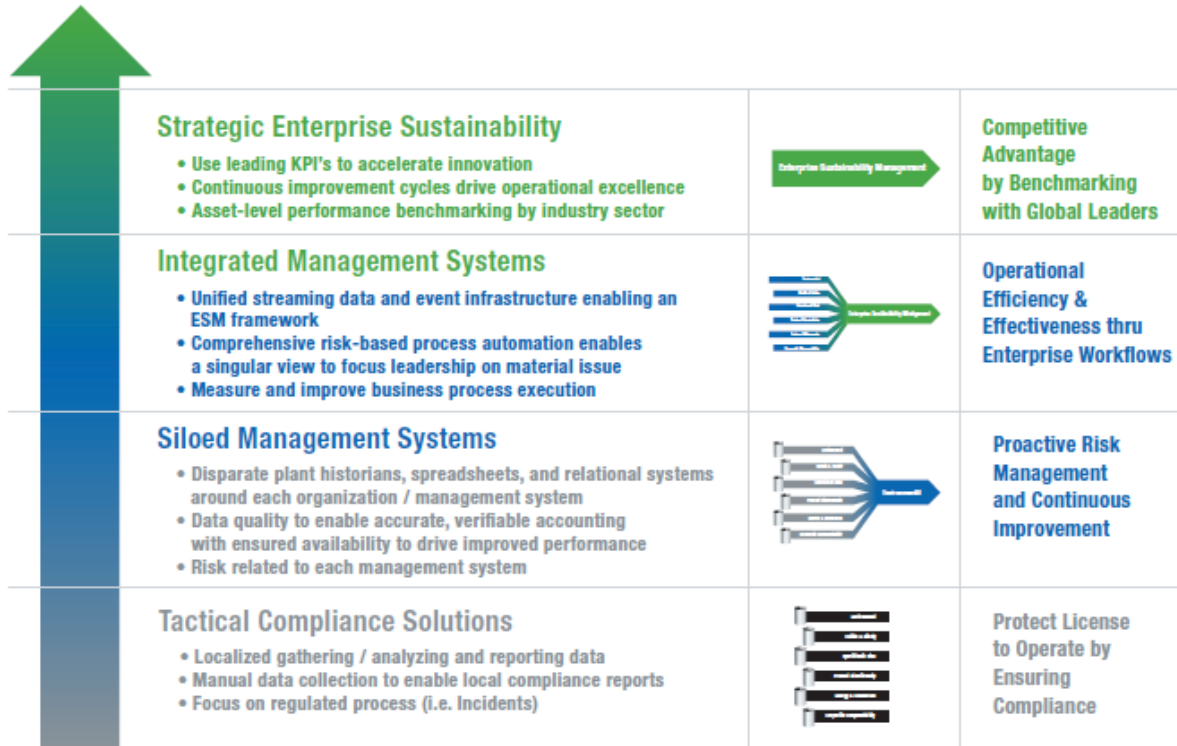 Strategic Enterprise Sustainability
• Use leading KPI's to accelerate innovation
• Continuous improvement cycles drive operational excellence
• Asset-level performance benchmarking by industry sector
Enterprise Sustainability Management
Competitive
Advantage
by Benchmarking
with Global Leaders
Integrated Management Systems
• Unified streaming data and event infrastructure enabling an
ESM framework
• Comprehensive risk-based process automation enables
a singular view to focus leadership on material issue
• Measure and improve business process execution
Enterprise Sustainability
Operational
Efficiency &
Effectiveness thru
Enterprise Workflows
Siloed Management Systems
• Disparate plant historians, spreadsheets, and relational systems
around each organization / management system
• Data quality to enable accurate, verifiable accounting
with ensured availability to drive improved performance
• Risk related to each management system
Proactive Risk
Management
and Continuous
Improvement
Tactical Compliance Solutions
• Localized gathering / analyzing and reporting data
• Manual data collection to enable local compliance reports
• Focus on regulated process (i.e. Incidents)
Protect License
to Operate by
Ensuring
Compliance